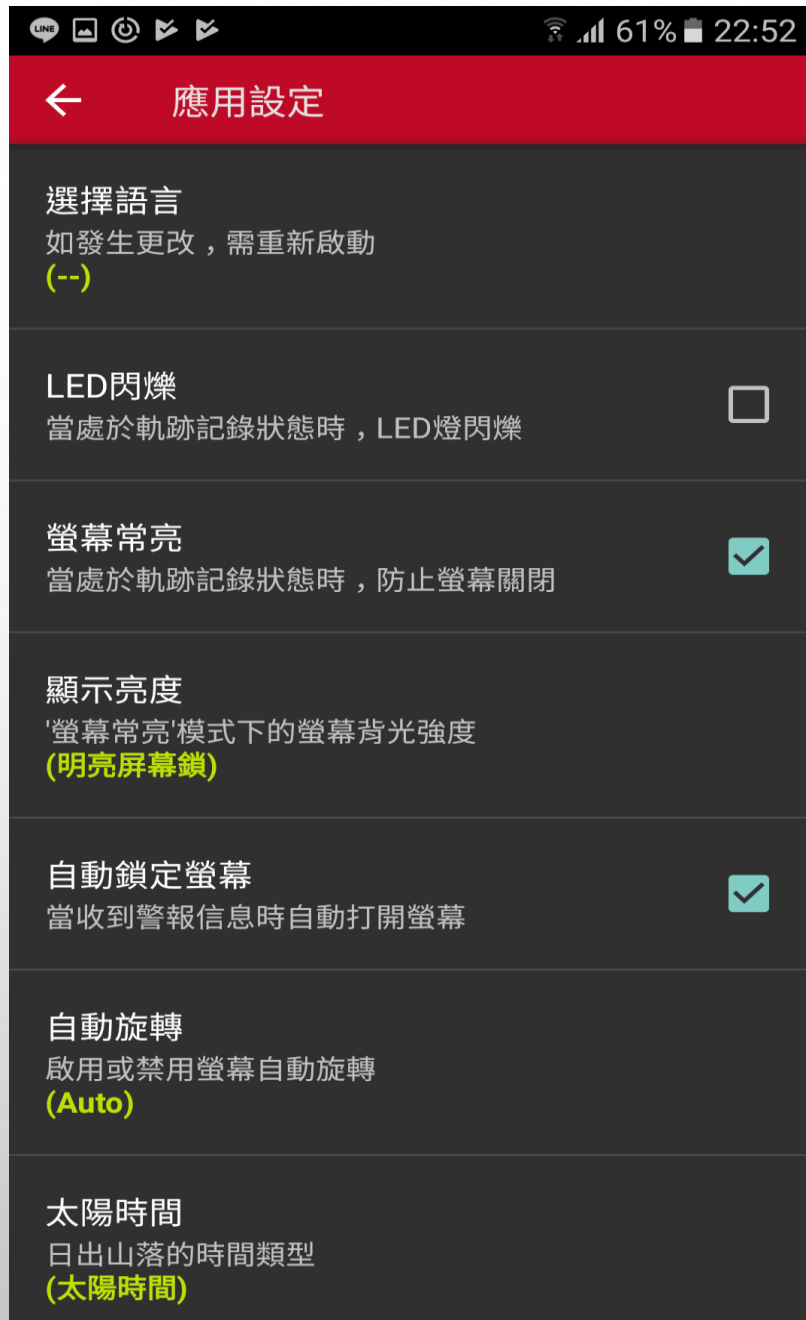 LINE 61% 22:52
應用設定
選擇語言
如發生更改，需重新啟動
(--)
LED閃爍
當處於軌跡記錄狀態時，LED燈閃爍
螢幕常亮
當處於軌跡記錄狀態時，防止螢幕關閉
顯示亮度
'螢幕常亮'模式下的螢幕背光強度
(明亮屏幕鎖)
自動鎖定螢幕
當收到警報信息時自動打開螢幕
自動旋轉
啟用或禁用螢幕自動旋轉
(Auto)
太陽時間
日出山落的時間類型
(太陽時間)